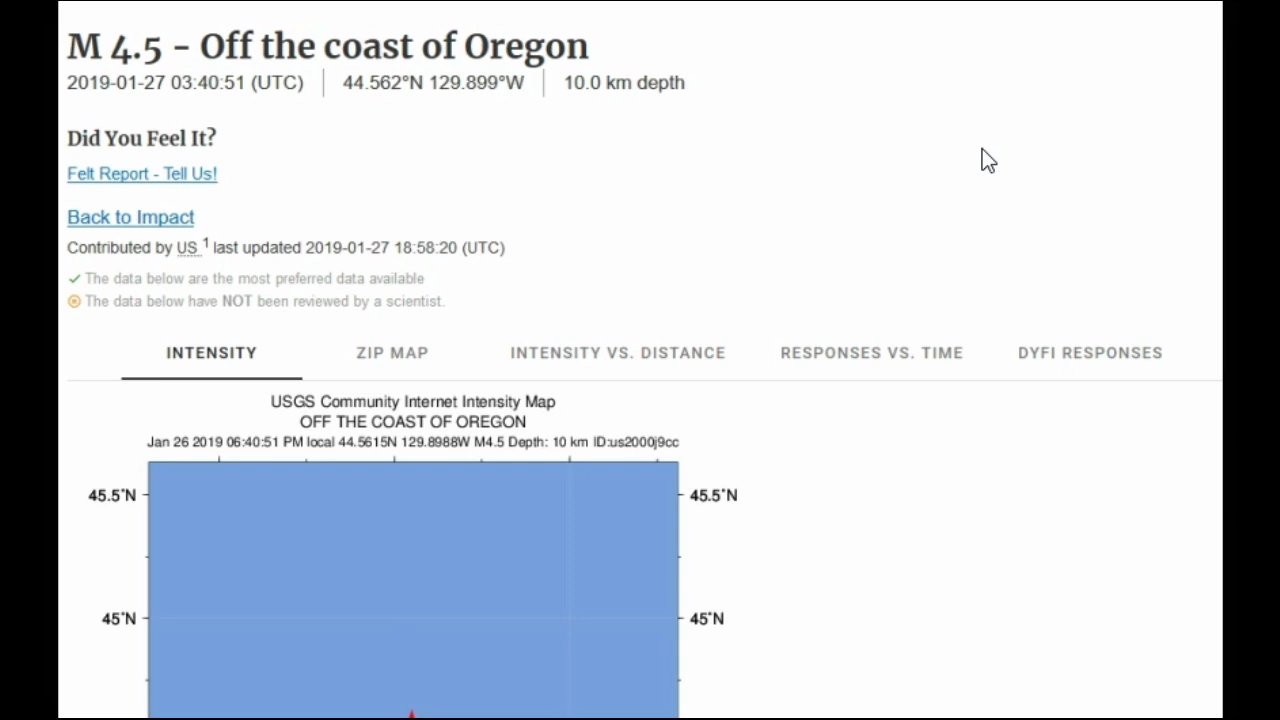 M 4.5 - Off the coast of Oregon
2019-01-27 03:40:51 (UTC) 44.562°N 129.899°W 10.0 km depth
Did You Feel It?
Felt Report - Tell Us!
Back to Impact
Contributed by US 1 last updated 2019-01-27 18:58:20 (UTC)
The data below are the most preferred data available
The data below have NOT been reviewed by a scientist.
INTENSITY ZIP MAP INTENSITY VS. DISTANCE RESPONSES VS. TIME DYFI RESPONSES
USGS Community Internet Intensity Map
OFF THE COAST OF OREGON
Jan 26 2019 06:40:51 PM local 44.5615N 129.8988W M4.5 Depth: 10 km ID:us2000j9cc
45.5°N 45.5°N
45°N 45°N